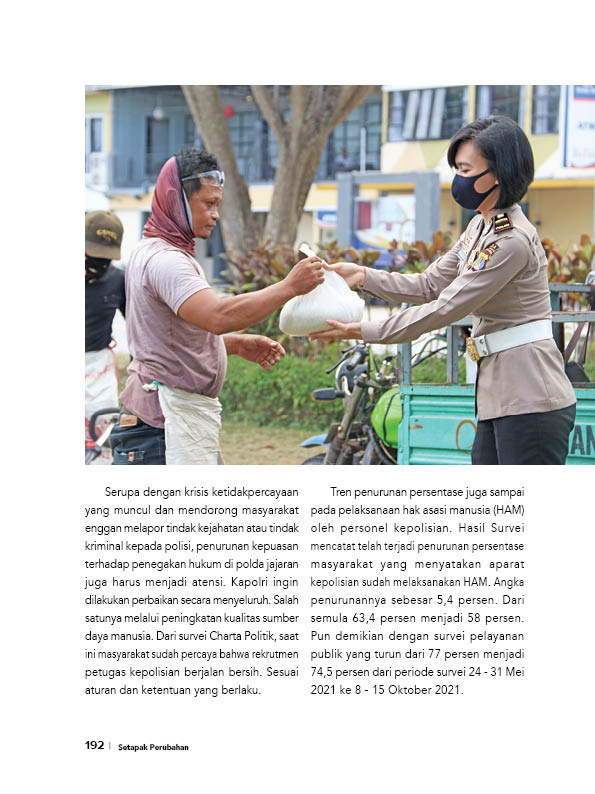 ATM
Serupa dengan krisis ketidakpercayaan
yang muncul dan mendorong masyarakat
enggan melapor tindak kejahatan atau tindak
kriminal kepada polisi, penurunan kepuasan
terhadap penegakan hukum di polda jajaran
juga harus menjadi atensi. Kapolri ingin
dilakukan perbaikan secara menyeluruh. Salah
satunya melalui peningkatan kualitas sumber
daya manusia. Dari survei Charta Politik, saat
ini masyarakat sudah percaya bahwa rekrutmen
petugas kepolisian berjalan bersih. Sesuai
aturan dan ketentuan yang berlaku.
Tren penurunan persentase juga sampai
pada pelaksanaan hak asasi manusia (HAM)
oleh personel kepolisian. Hasil Survei
mencatat telah terjadi penurunan persentase
masyarakat yang menyatakan aparat
kepolisian sudah melaksanakan HAM. Angka
penurunannya sebesar 5,4 persen. Dari
semula 63,4 persen menjadi 58 persen.
Pun demikian dengan survei pelayanan
publik yang turun dari 77 persen menjadi
74,5 persen dari periode survei 24 - 31 Mei
2021 ke 8 - 15 Oktober 2021.
192 | Setapak Perubahan